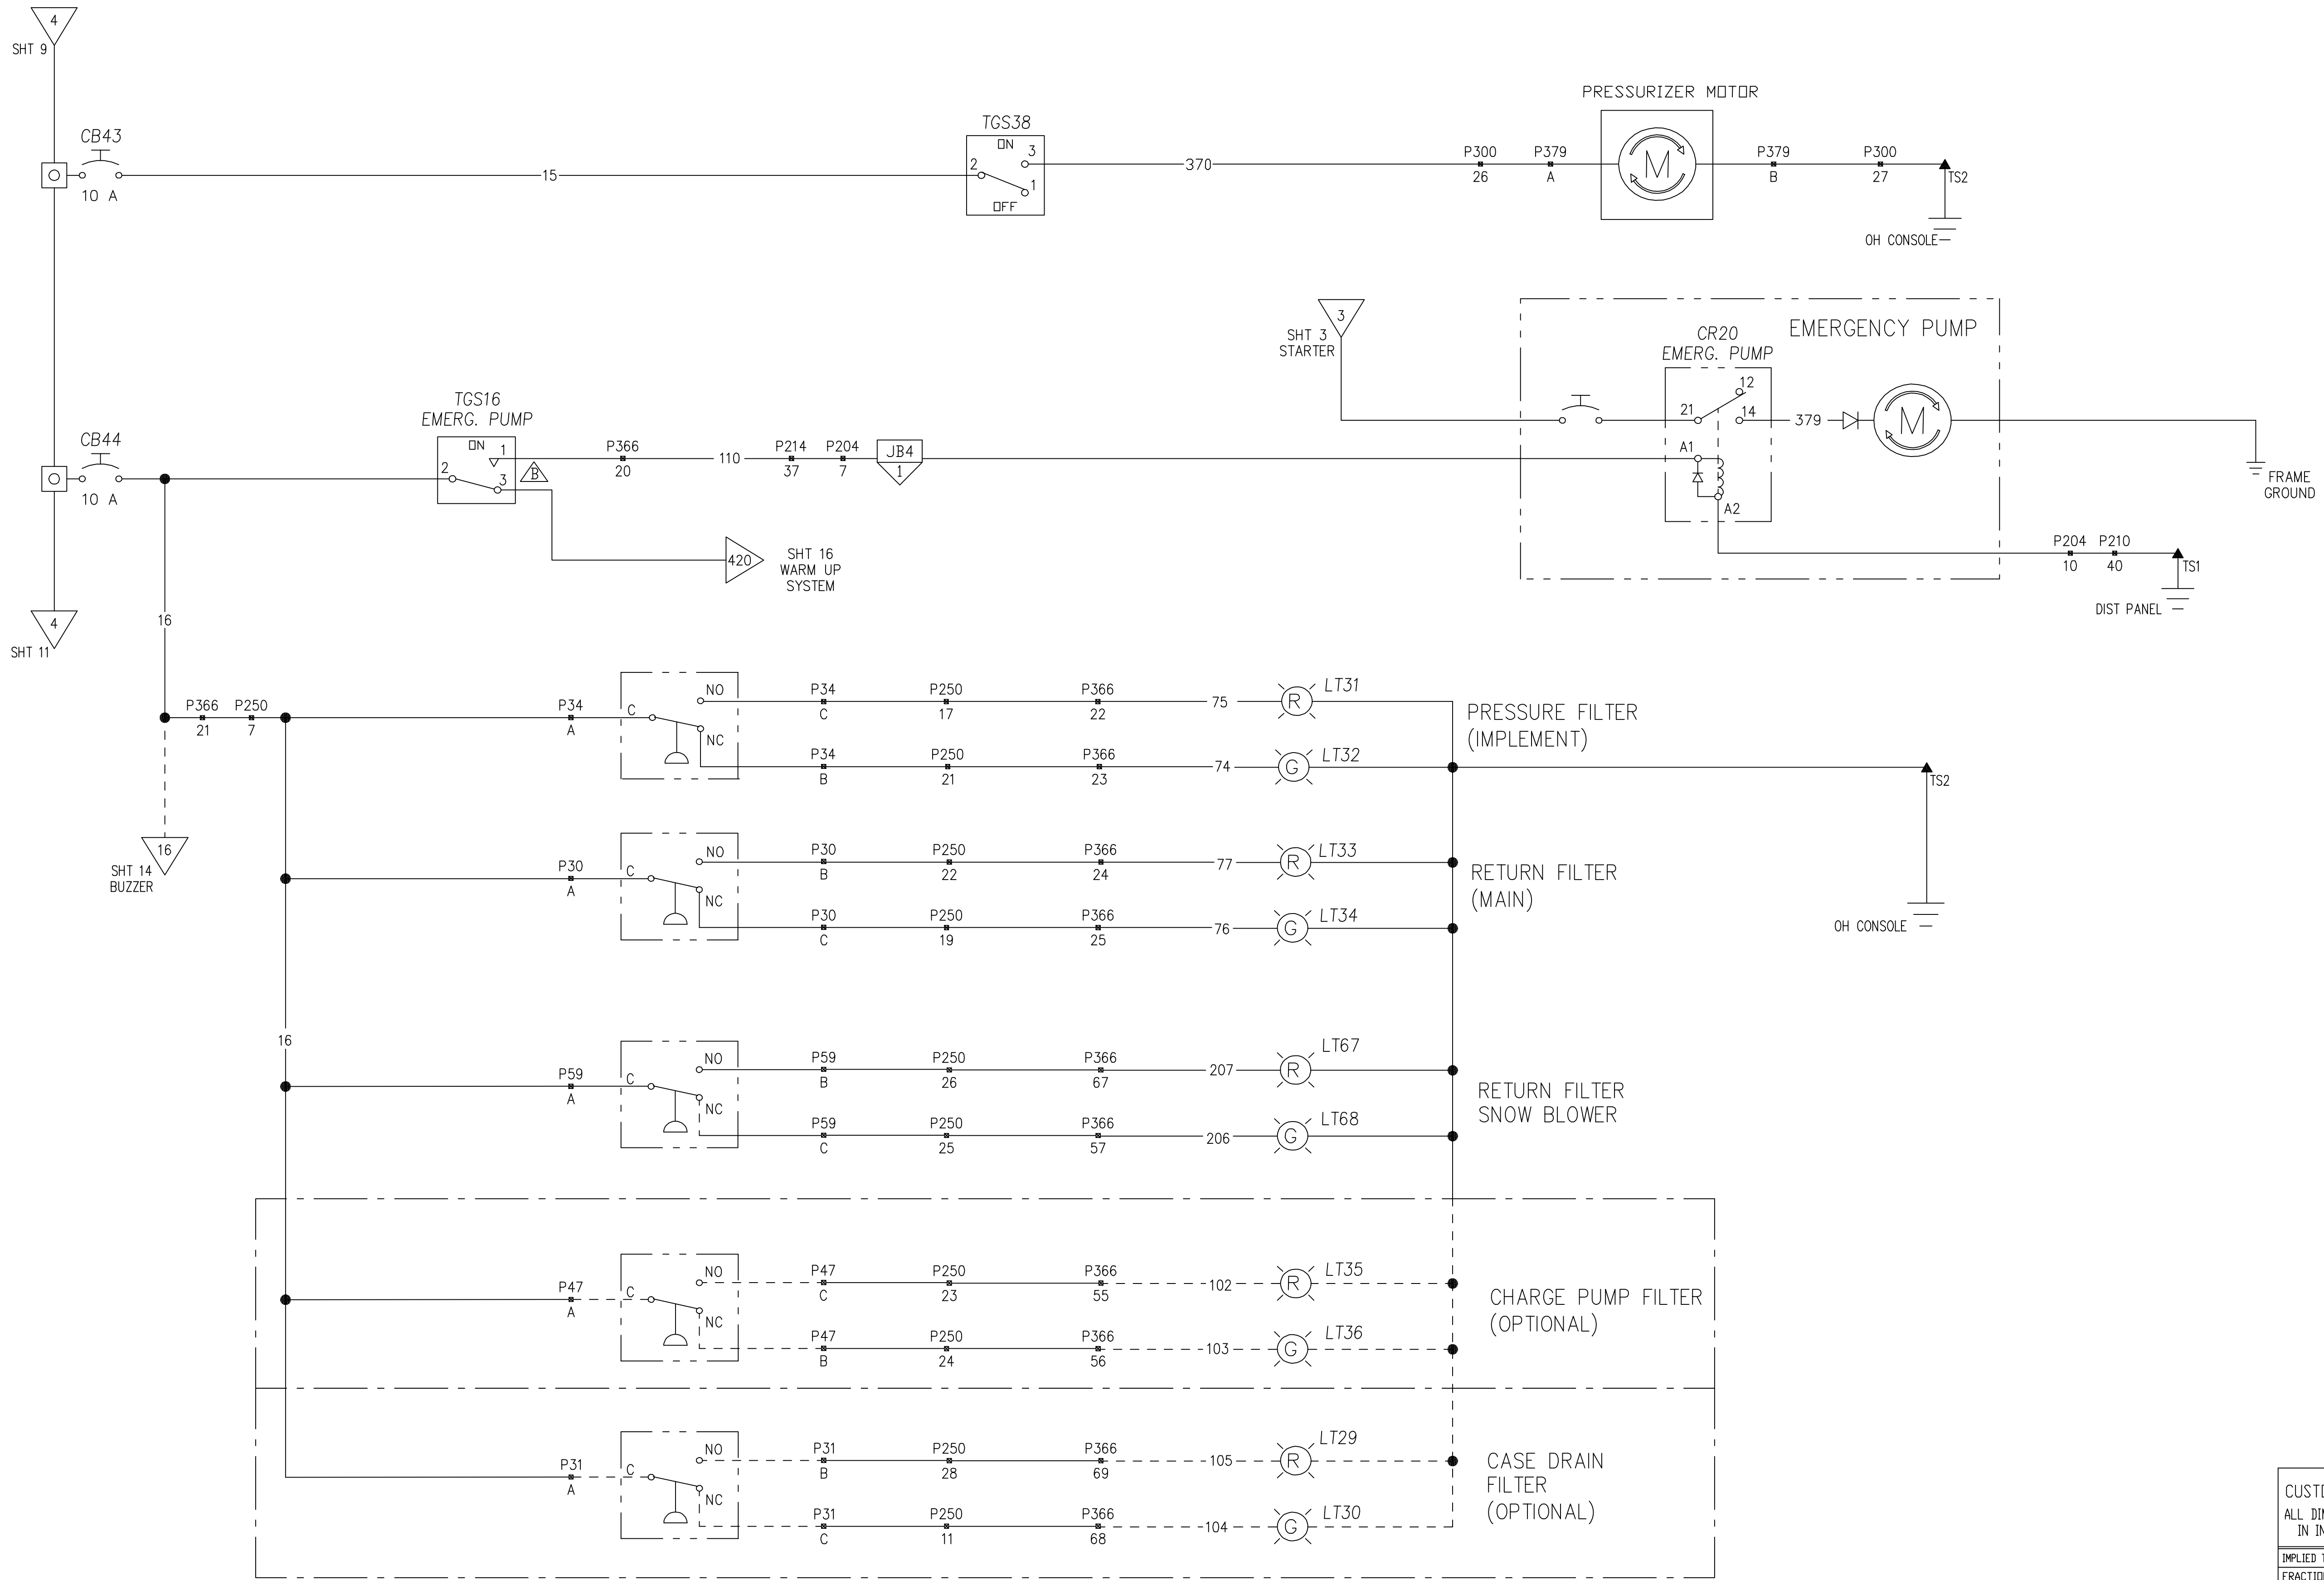 4
SHT 9
CB43
10 A
15
TGS38
ON
2
3
1
OFF
370
P300
26
P379
A
PRESSURIZER MOTOR
M
P379
B
P300
27
TS2
OH CONSOLE
3
SHT 3
STARTER
EMERGENCY PUMP
CR20
EMERG. PUMP
12
21
14
379
M
A1
A2
FRAME
GROUND
P204
10
P210
40
TS1
DIST PANEL
CB44
10 A
TGS16
EMERG. PUMP
ON
1
2
3
B
P366
20
110
P214
37
P204
7
JB4
1
420
SHT 16
WARM UP
SYSTEM
16
4
SHT 11
P366
21
P250
7
16
SHT 14
BUZZER
16
P34
A
C
NO
NC
P34
C
P250
17
P366
22
75
R
LT31
P34
B
P250
21
P366
23
74
G
LT32
PRESSURE FILTER
(IMPLEMENT)
TS2
OH CONSOLE
P30
A
C
NO
NC
P30
B
P250
22
P366
24
77
R
LT33
P30
C
P250
19
P366
25
76
G
LT34
RETURN FILTER
(MAIN)
P59
A
C
NO
NC
P59
B
P250
26
P366
67
207
R
LT67
P59
C
P250
25
P366
57
206
G
LT68
RETURN FILTER
SNOW BLOWER
P47
A
C
NO
NC
P47
C
P250
23
P366
55
102
R
LT35
P47
B
P250
24
P366
56
103
G
LT36
CHARGE PUMP FILTER
(OPTIONAL)
P31
A
C
NO
NC
P31
B
P250
28
P366
69
105
R
LT29
P31
C
P250
11
P366
68
104
G
LT30
CASE DRAIN
FILTER
(OPTIONAL)
ALL
IN
IMPLIED